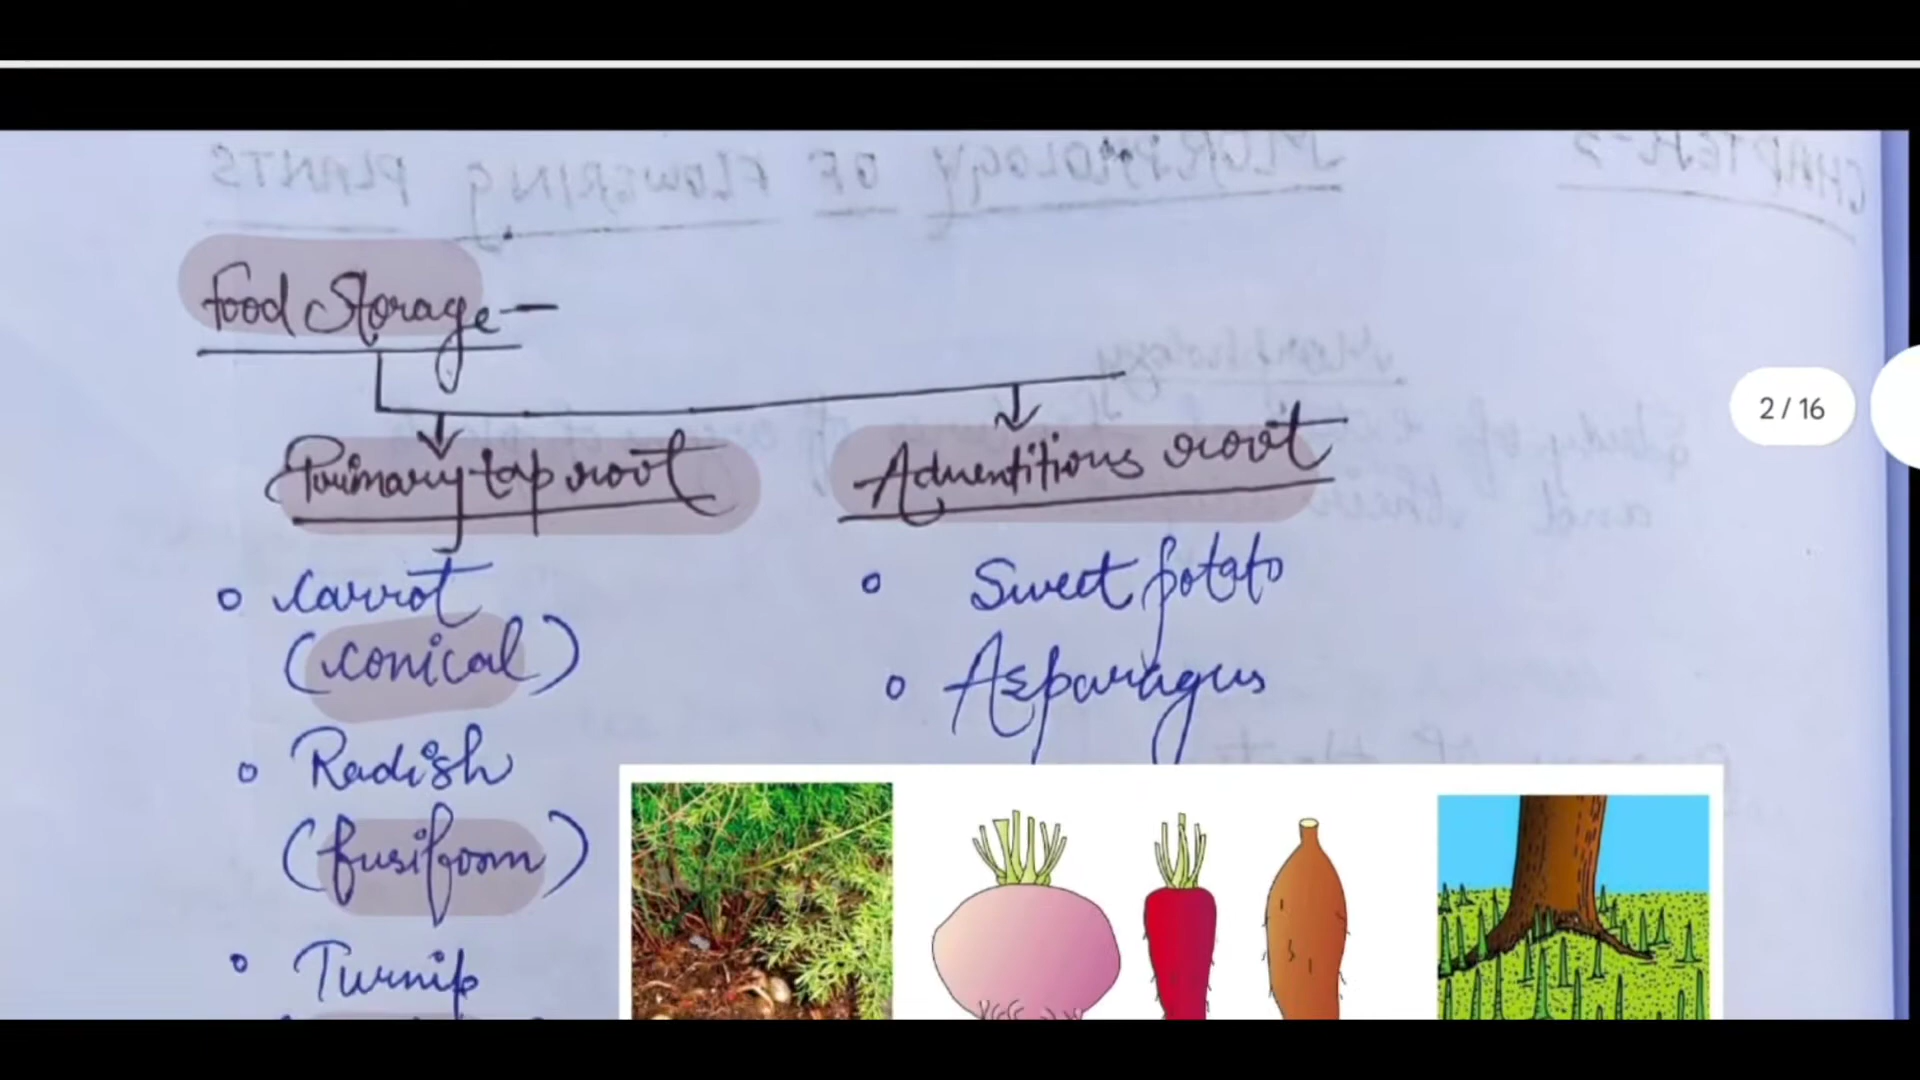 Food Storage -
Primary tap root
Adventitious root
Carrot
(conical)
Radish
(fusiform)
Turnip
Sweet potato
Asparagus
2 / 16